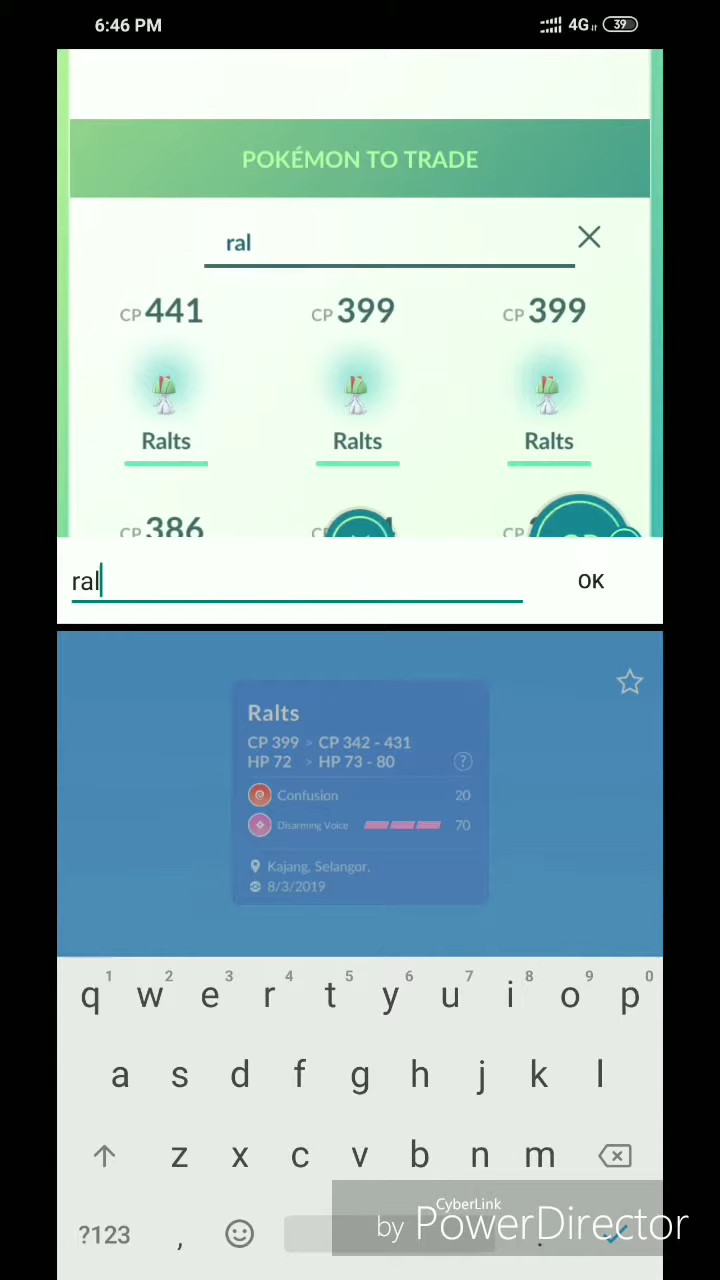 6:46 PM 4G 39
POKÉMON TO TRADE
ral
CP 441 CP 399 CP 399
Ralts Ralts Ralts
CP 386 CP CP
ral OK
Ralts
CP 399 > CP 342 - 431
HP 72 > HP 73 - 80 ?
Confusion 20
Disarming Voice 70
Kajang, Selangor,
8/3/2019
1 2 3 4 5 6 7 8 9 0
q w e r t y u i o p
a s d f g h j k l
z x c v b n m
?123 , .
CyberLink
by PowerDirector